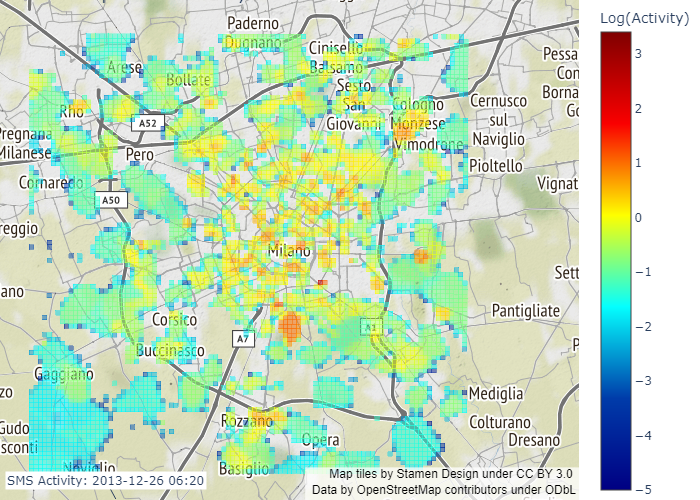 Log(Activity)
Paderno
Dugnano
Cinisello
Balsamo
Pessa
Arese
Bollate
Sesto
San
Giovanni
Con
Borna
Go
Rho
A52
Cologno
Monzese
Cernusco
sul
Naviglio
Pregnana
Milanese
Pero
Vimodrone
Pioltello
Cornaredo
A50
Vignat
reggio
Milano
Sett
ano
Corsico
A1
Pantigliate
A7
Buccinasco
P
Gaggiano
zo
Mediglia
Rozzano
Colturano
Gudo
sconti
Opera
Dresano
Noviglio
Basiglio
SMS Activity: 2013-12-26 06:20
Map tiles by Stamen Design under CC BY 3.0
Data by OpenStreetMap contributors under ODbL
3
2
1
0
−1
−2
−3
−4
−5